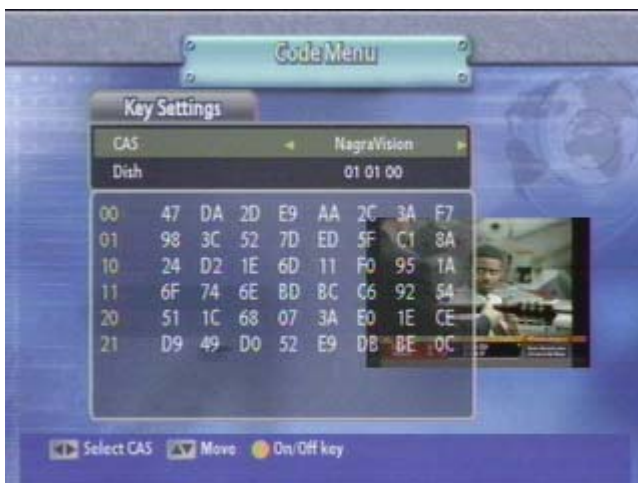 Code Menu
Key Settings
CAS NagraVision
Dish 01 01 00
00 47 DA 2D E9 AA 2C 3A F7
01 98 3C 52 7D ED 5F C1 8A
10 24 D2 1E 6D 11 F0 95 1A
11 6F 74 6E BD BC C6 92 54
20 51 1C 68 07 3A E0 1E CE
21 D9 49 D0 52 E9 DB BE 0C
Select CAS Move On/Off key